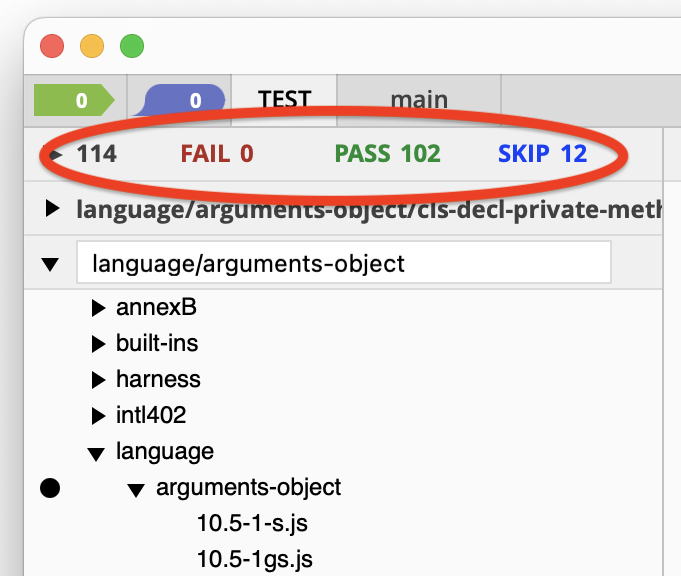 0 0 TEST main
114 FAIL 0 PASS 102 SKIP 12
language/arguments-object/cls-decl-private-meth
language/arguments-object
annexB
built-ins
harness
intl402
language
arguments-object
10.5-1-s.js
10.5-1gs.js